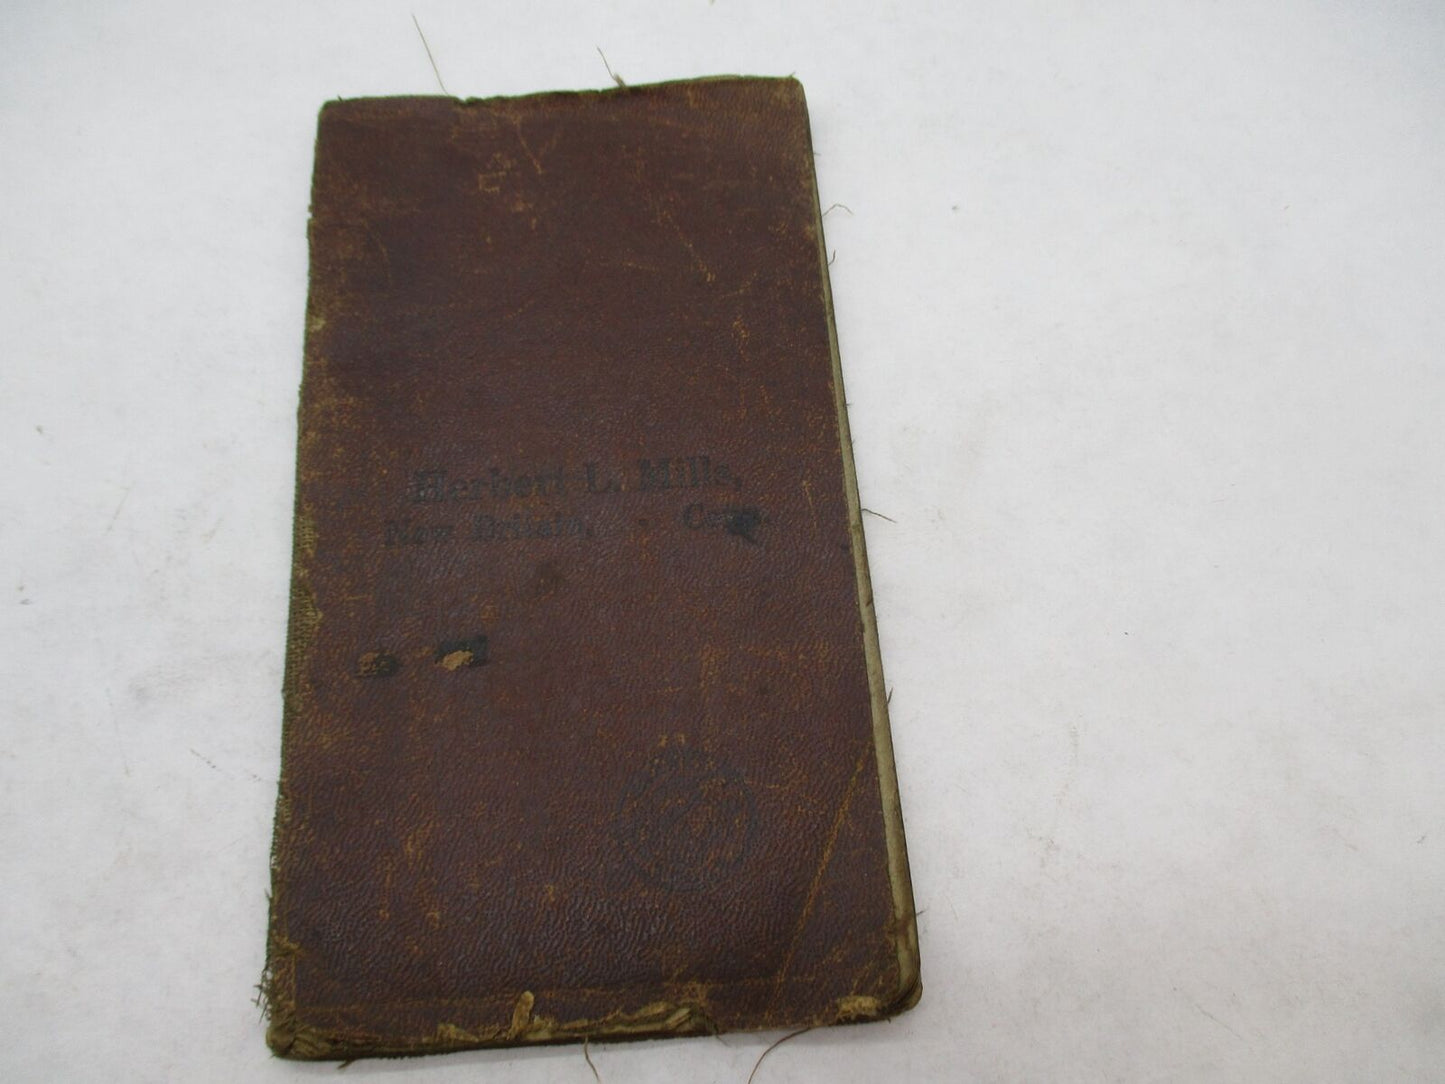 Herbert L. Mills,
New Britain, Conn